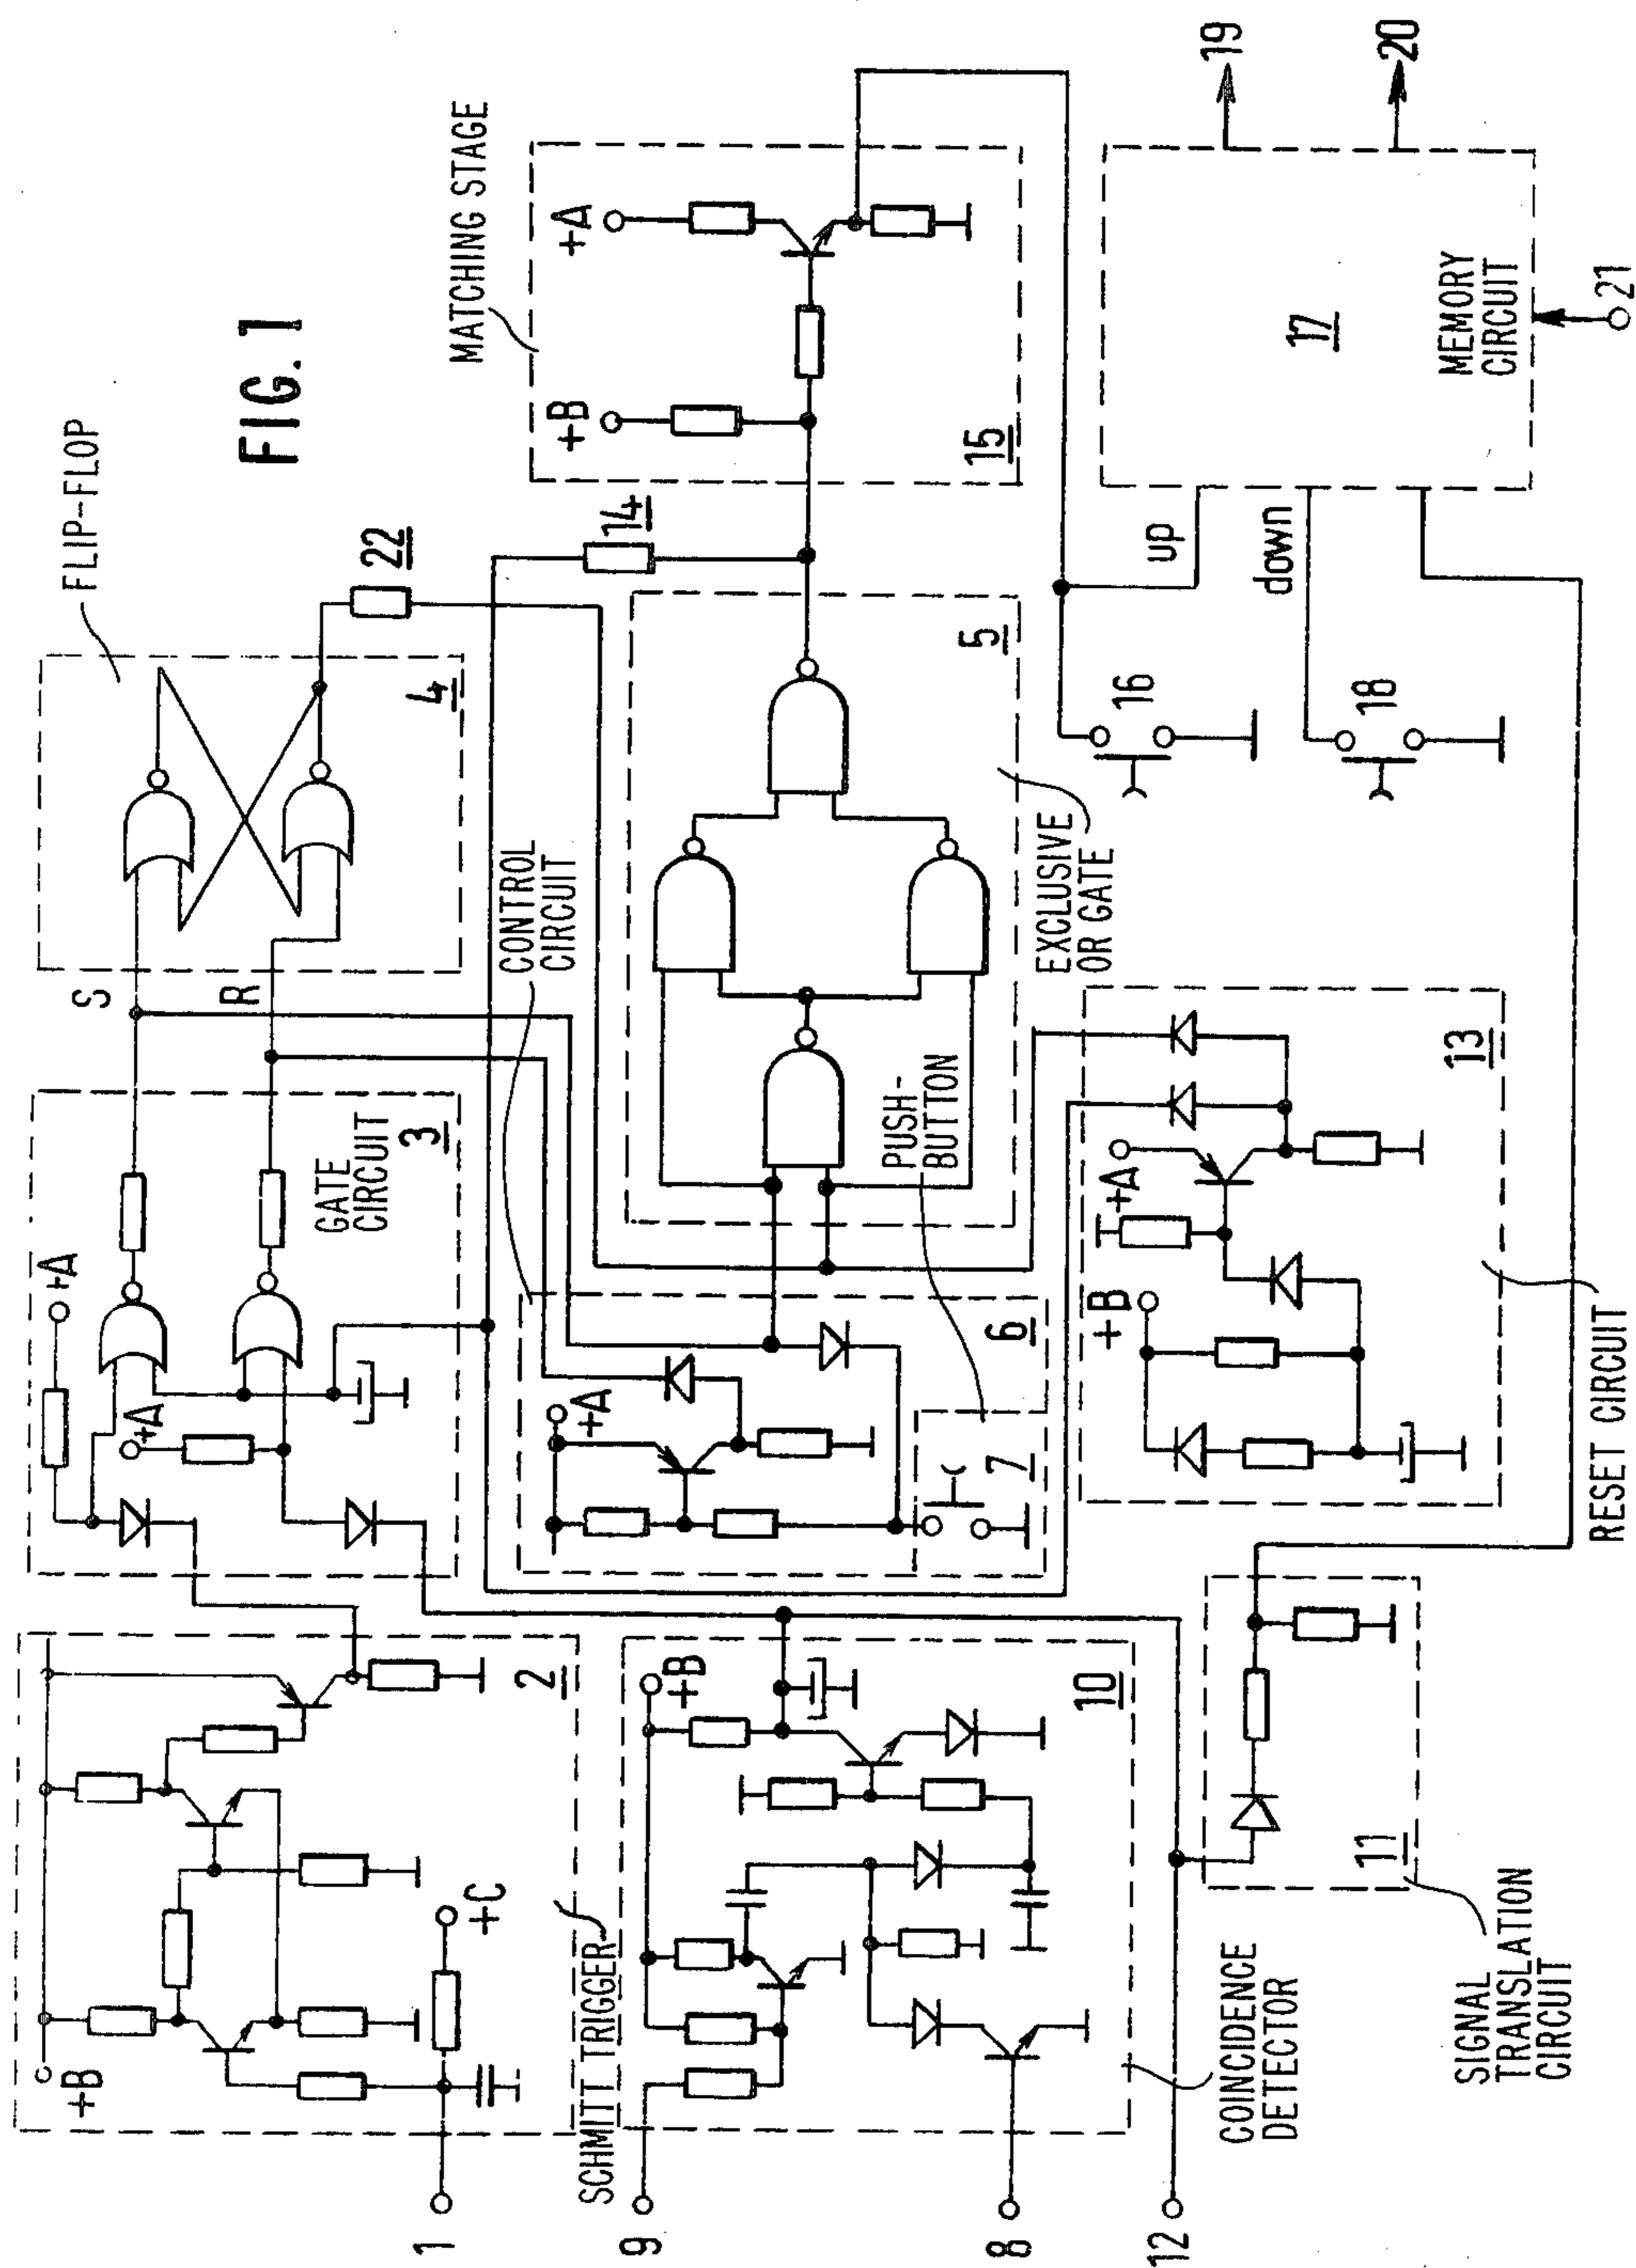 FIG. 1
SCHMITT TRIGGER
2
+B
+C
1
GATE
CIRCUIT
3
+A
+A
S
R
FLIP-FLOP
4
22
CONTROL
CIRCUIT
6
+A
PUSH-
BUTTON
7
EXCLUSIVE
OR GATE
5
14
MATCHING STAGE
15
+B
+A
COINCIDENCE
DETECTOR
10
+B
9
8
12
SIGNAL
TRANSLATION
CIRCUIT
11
RESET CIRCUIT
13
+B
+A
16
18
up
down
MEMORY
CIRCUIT
17
19
20
21